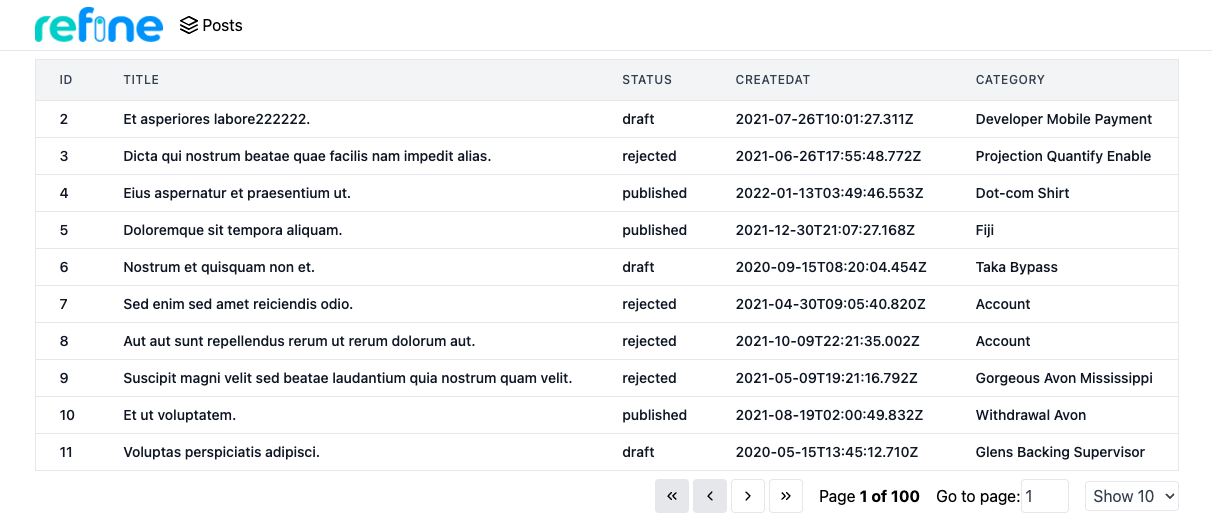 refine Posts
ID TITLE STATUS CREATEDAT CATEGORY
2 Et asperiores labore222222. draft 2021-07-26T10:01:27.311Z Developer Mobile Payment
3 Dicta qui nostrum beatae quae facilis nam impedit alias. rejected 2021-06-26T17:55:48.772Z Projection Quantify Enable
4 Eius aspernatur et praesentium ut. published 2022-01-13T03:49:46.553Z Dot-com Shirt
5 Doloremque sit tempora aliquam. published 2021-12-30T21:07:27.168Z Fiji
6 Nostrum et quisquam non et. draft 2020-09-15T08:20:04.454Z Taka Bypass
7 Sed enim sed amet reiciendis odio. rejected 2021-04-30T09:05:40.820Z Account
8 Aut aut sunt repellendus rerum ut rerum dolorum aut. rejected 2021-10-09T22:21:35.002Z Account
9 Suscipit magni velit sed beatae laudantium quia nostrum quam velit. rejected 2021-05-09T19:21:16.792Z Gorgeous Avon Mississippi
10 Et ut voluptatem. published 2021-08-19T02:00:49.832Z Withdrawal Avon
11 Voluptas perspiciatis adipisci. draft 2020-05-15T13:45:12.710Z Glens Backing Supervisor
« ‹ › » Page 1 of 100 Go to page: 1 Show 10